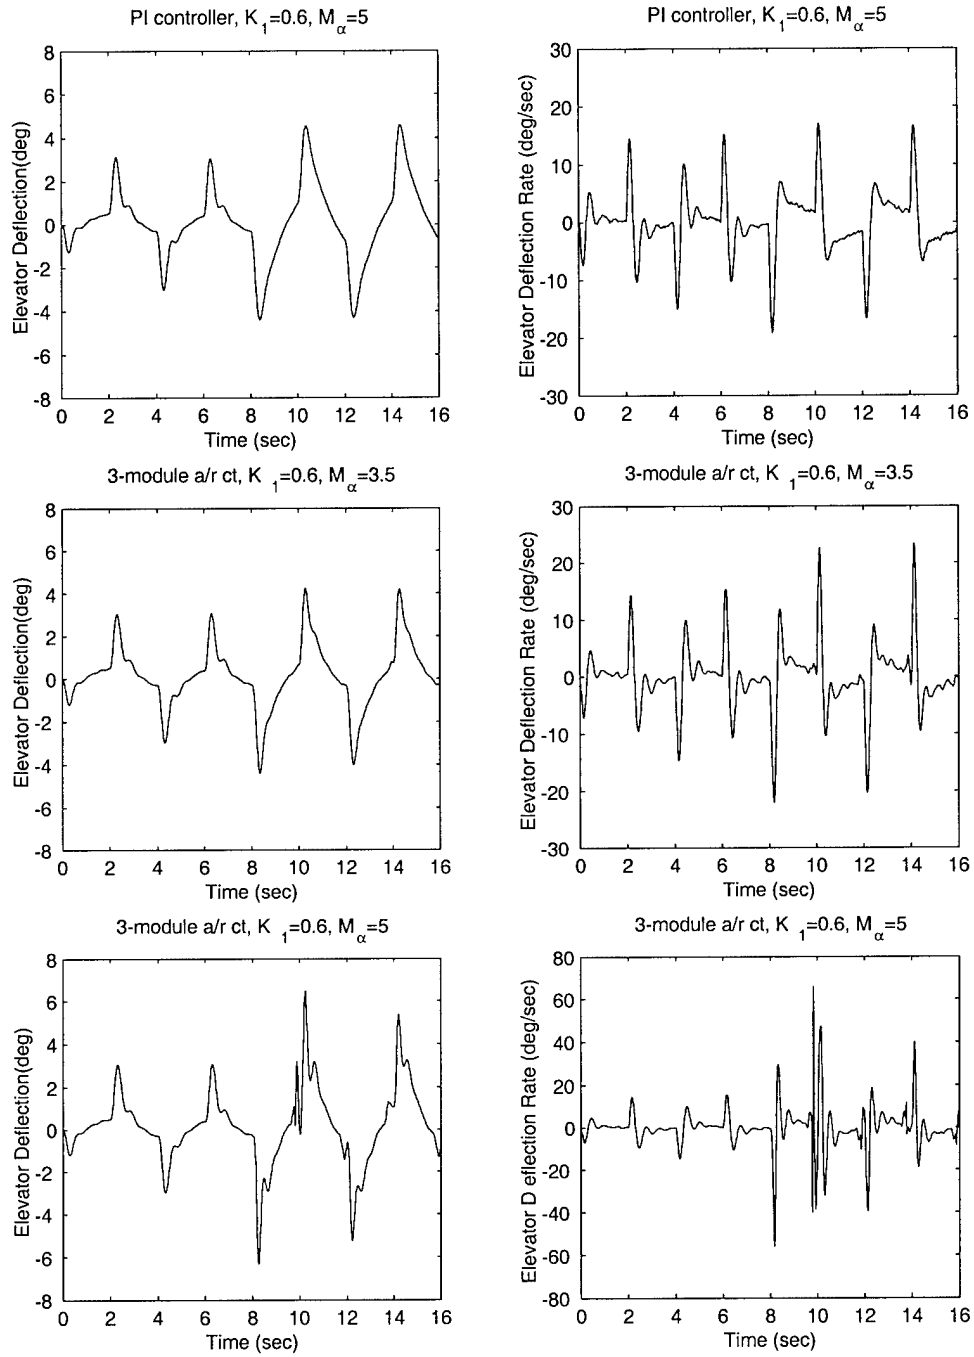 PI controller, K 1=0.6, Mα=5
8
6
4
2
0
-2
-4
-6
-8
Elevator Deflection(deg)
0 2 4 6 8 10 12 14 16
Time (sec)
PI controller, K 1=0.6, Mα=5
30
20
10
0
-10
-20
-30
Elevator Deflection Rate (deg/sec)
0 2 4 6 8 10 12 14 16
Time (sec)
3-module a/r ct, K 1=0.6, Mα=3.5
8
6
4
2
0
-2
-4
-6
-8
Elevator Deflection(deg)
0 2 4 6 8 10 12 14 16
Time (sec)
3-module a/r ct, K 1=0.6, Mα=3.5
30
20
10
0
-10
-20
-30
Elevator Deflection Rate (deg/sec)
0 2 4 6 8 10 12 14 16
Time (sec)
3-module a/r ct, K 1=0.6, Mα=5
8
6
4
2
0
-2
-4
-6
-8
Elevator Deflection(deg)
0 2 4 6 8 10 12 14 16
Time (sec)
3-module a/r ct, K 1=0.6, Mα=5
80
60
40
20
0
-20
-40
-60
-80
Elevator D eflection Rate (deg/sec)
0 2 4 6 8 10 12 14 16
Time (sec)